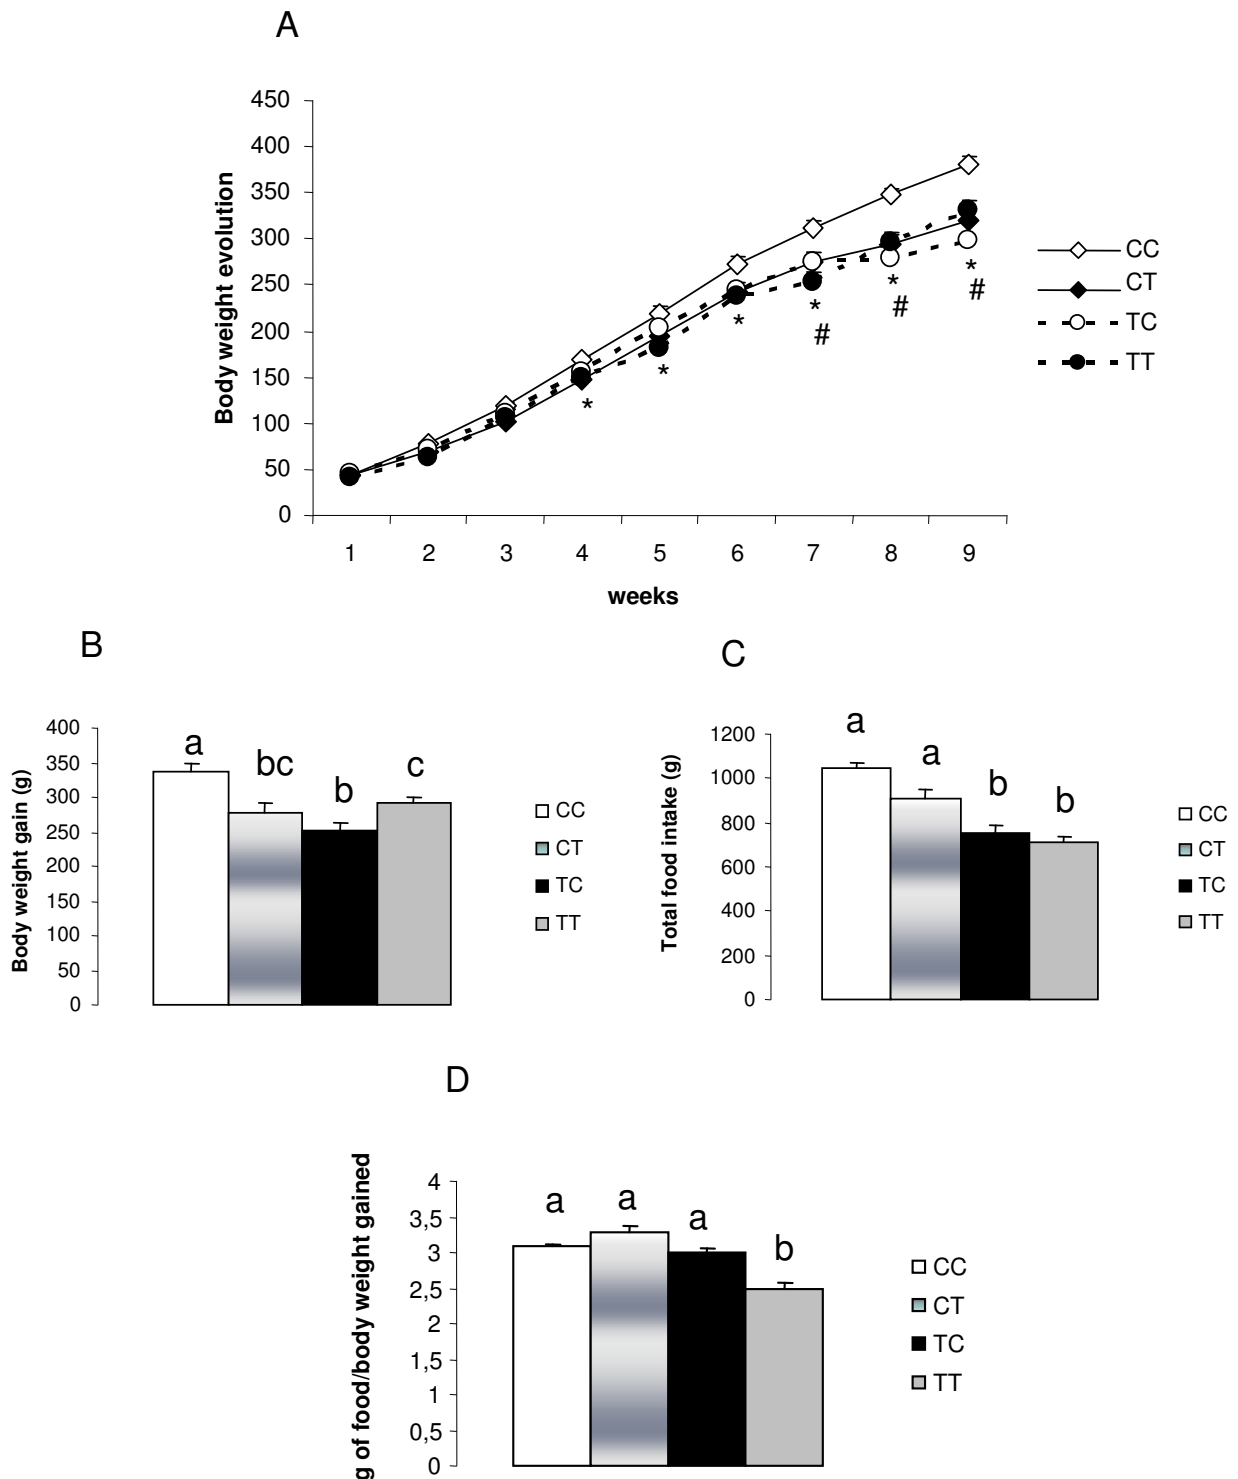 A
450
400
350
300
250
200
150
100
50
0
Body weight evolution
* # * # * # * * *
1 2 3 4 5 6 7 8 9
weeks
CC
CT
TC
TT
B
400
350
300
250
200
150
100
50
0
Body weight gain (g)
a bc b c
CC
CT
TC
TT
C
1200
1000
800
600
400
200
0
Total food intake (g)
a a b b
CC
CT
TC
TT
D
4
3,5
3
2,5
2
1,5
1
0,5
0
g of food/body weight gained
a a a b
CC
CT
TC
TT